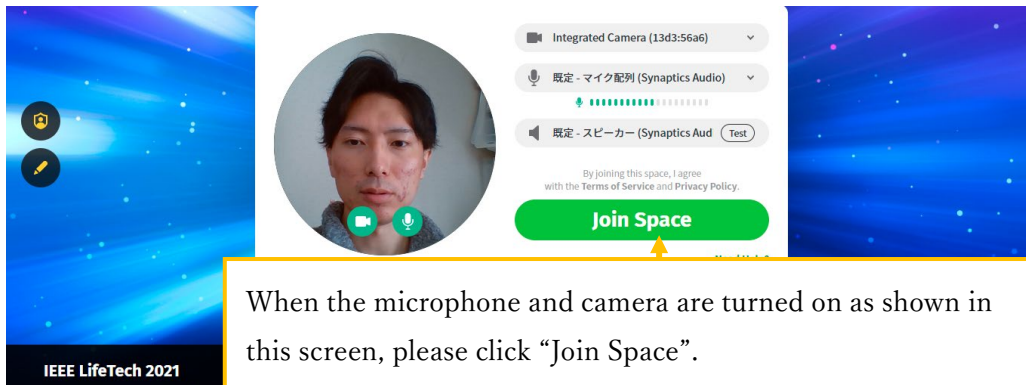 Integrated Camera (13d3:56a6)
既定 - マイク配列 (Synaptics Audio)
既定 - スピーカー (Synaptics Aud
Test
By joining this space, I agree
with the Terms of Service and Privacy Policy.
Join Space
When the microphone and camera are turned on as shown in
this screen, please click “Join Space”.
IEEE LifeTech 2021